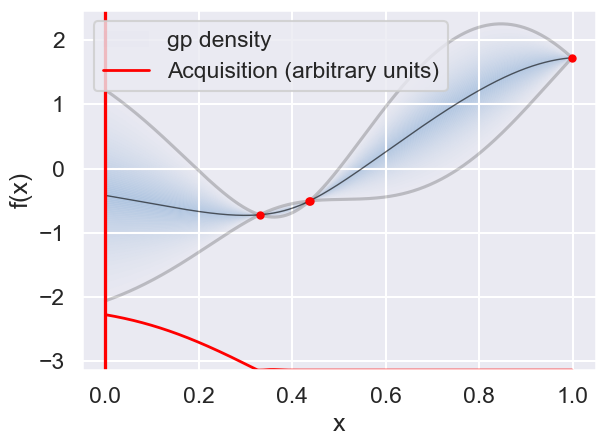 gp density
Acquisition (arbitrary units)
2
1
0
−1
−2
−3
f(x)
0.0 0.2 0.4 0.6 0.8 1.0
x